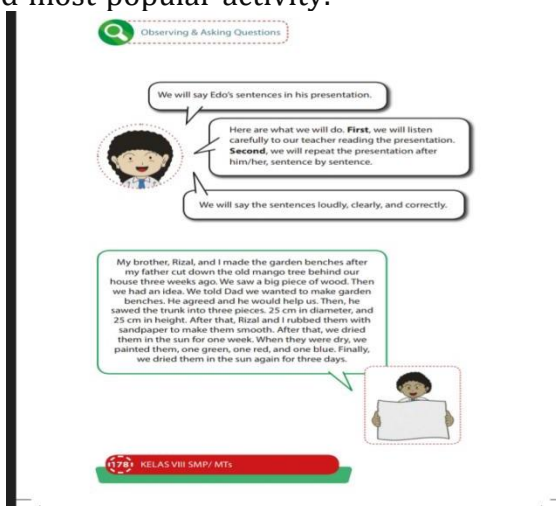 d most popular activity.
Observing & Asking Questions
We will say Edo's sentences in his presentation.
Here are what we will do. First, we will listen
carefully to our teacher reading the presentation.
Second, we will repeat the presentation after
him/her, sentence by sentence.
We will say the sentences loudly, clearly, and correctly.
My brother, Rizal, and I made the garden benches after
my father cut down the old mango tree behind our
house three weeks ago. We saw a big piece of wood. Then
we had an idea. We told Dad we wanted to make garden
benches. He agreed and he would help us. Then, he
sawed the trunk into three pieces. 25 cm in diameter, and
25 cm in height. After that, Rizal and I rubbed them with
sandpaper to make them smooth. After that, we dried
them in the sun for one week. When they were dry, we
painted them, one green, one red, and one blue. Finally,
we dried them in the sun again for three days.
178 KELAS VIII SMP/ MTs